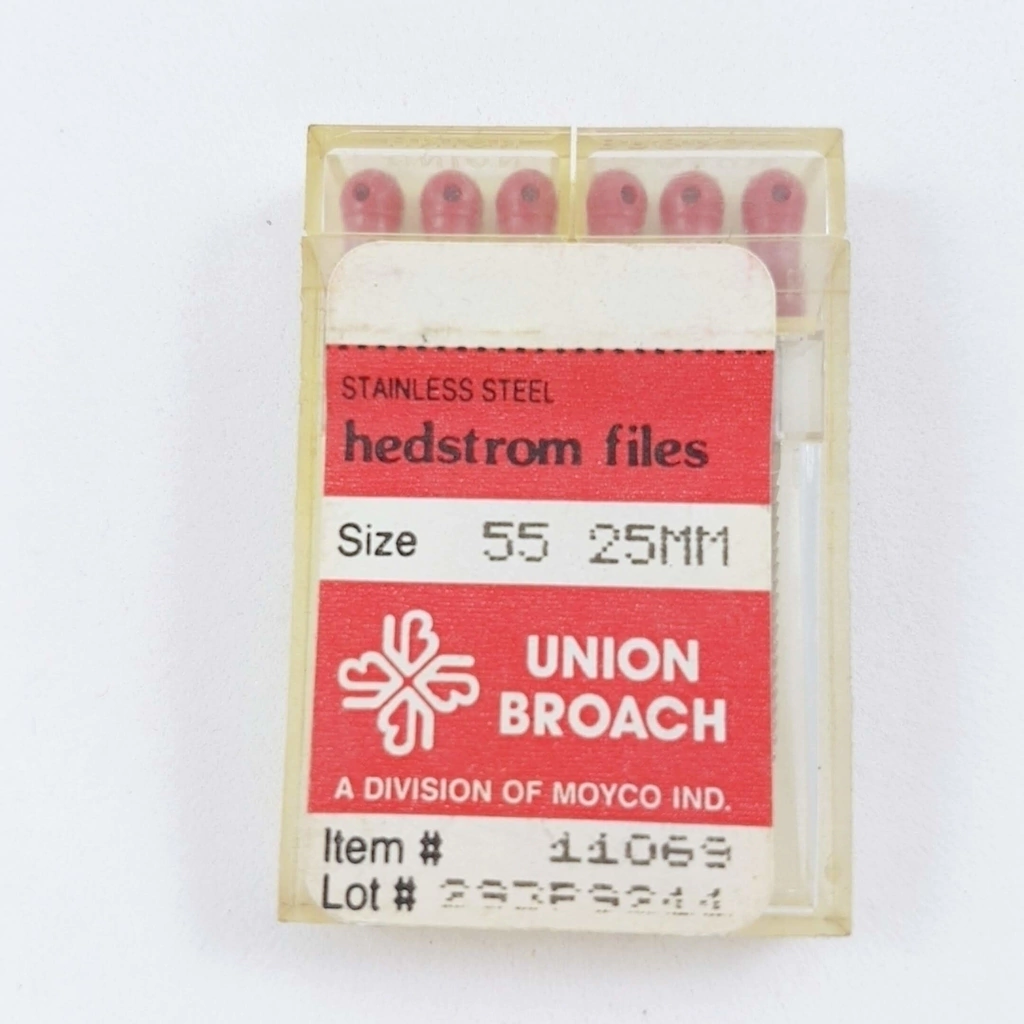 STAINLESS STEEL
hedstrom files
Size 55 25MM
UNION
BROACH
A DIVISION OF MOYCO IND.
Item # 11069
Lot #